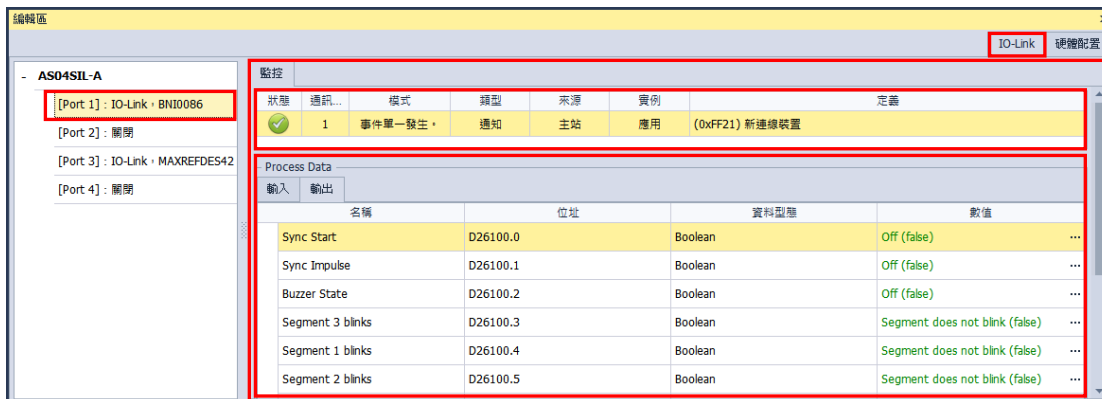 編輯區
IO-Link 硬體配置
- AS04SIL-A
[Port 1]：IO-Link，BNI0086
[Port 2]：關閉
[Port 3]：IO-Link，MAXREFDES42
[Port 4]：關閉
監控
狀態 通訊... 模式 類型 來源 實例 定義
1 事件單一發生。 通知 主站 應用 (0xFF21) 新連線裝置
Process Data
輸入 輸出
名稱 位址 資料型態 數值
Sync Start D26100.0 Boolean Off (false) ...
Sync Impulse D26100.1 Boolean Off (false) ...
Buzzer State D26100.2 Boolean Off (false) ...
Segment 3 blinks D26100.3 Boolean Segment does not blink (false) ...
Segment 1 blinks D26100.4 Boolean Segment does not blink (false) ...
Segment 2 blinks D26100.5 Boolean Segment does not blink (false) ...